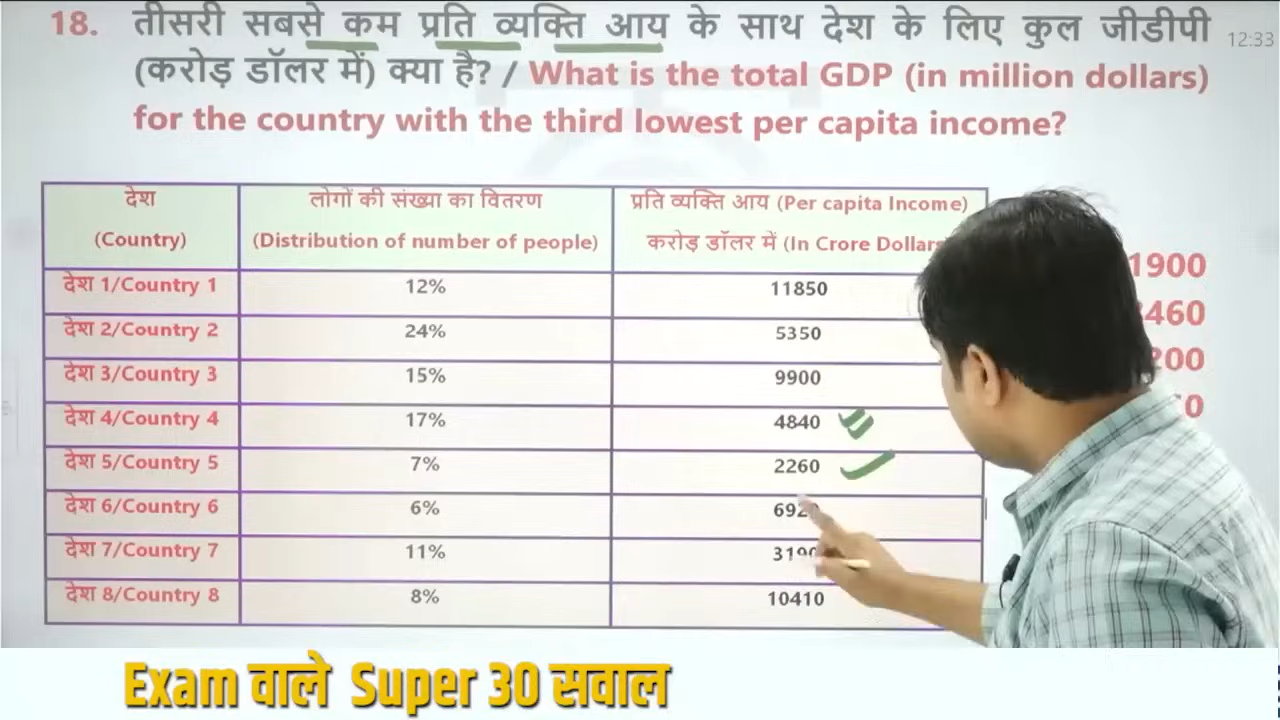 18. तीसरी सबसे कम प्रति व्यक्ति आय के साथ देश के लिए कुल जीडीपी
12:33
(करोड़ डॉलर में) क्या है? / What is the total GDP (in million dollars)
for the country with the third lowest per capita income?
देश लोगों की संख्या का वितरण प्रति व्यक्ति आय (Per capita Income)
(Country) (Distribution of number of people) करोड़ डॉलर में (In Crore Dollars
देश 1/Country 1 12% 11850
देश 2/Country 2 24% 5350
देश 3/Country 3 15% 9900
देश 4/Country 4 17% 4840
देश 5/Country 5 7% 2260
देश 6/Country 6 6%
देश 7/Country 7 11%
देश 8/Country 8 8% 10410
1900
460
200
0
Exam वाले Super 30 सवाल